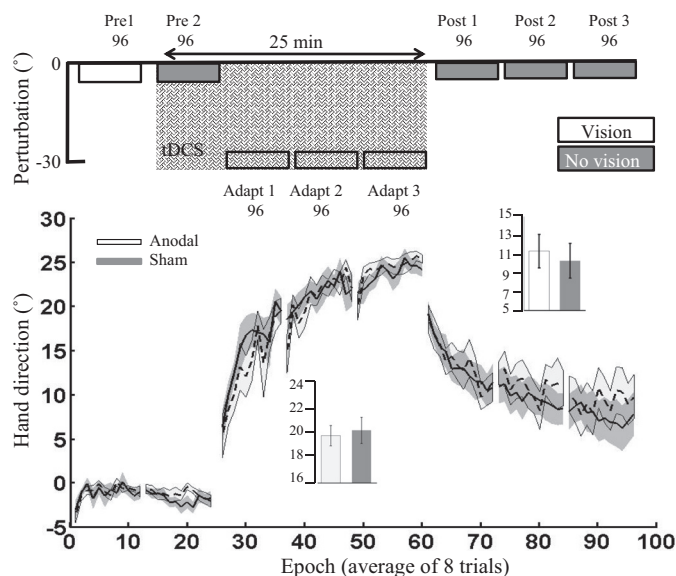 Pre1 Pre 2 Post 1 Post 2 Post 3
96 96 25 min 96 96 96
Perturbation (°)
0
-30
tDCS
Vision
No vision
Adapt 1 Adapt 2 Adapt 3
96 96 96
Hand direction (°)
30
25
20
15
10
5
-0
-5
Anodal
Sham
15
13
11
9
7
5
24
22
20
18
16
0 10 20 30 40 50 60 70 80 90 100
Epoch (average of 8 trials)